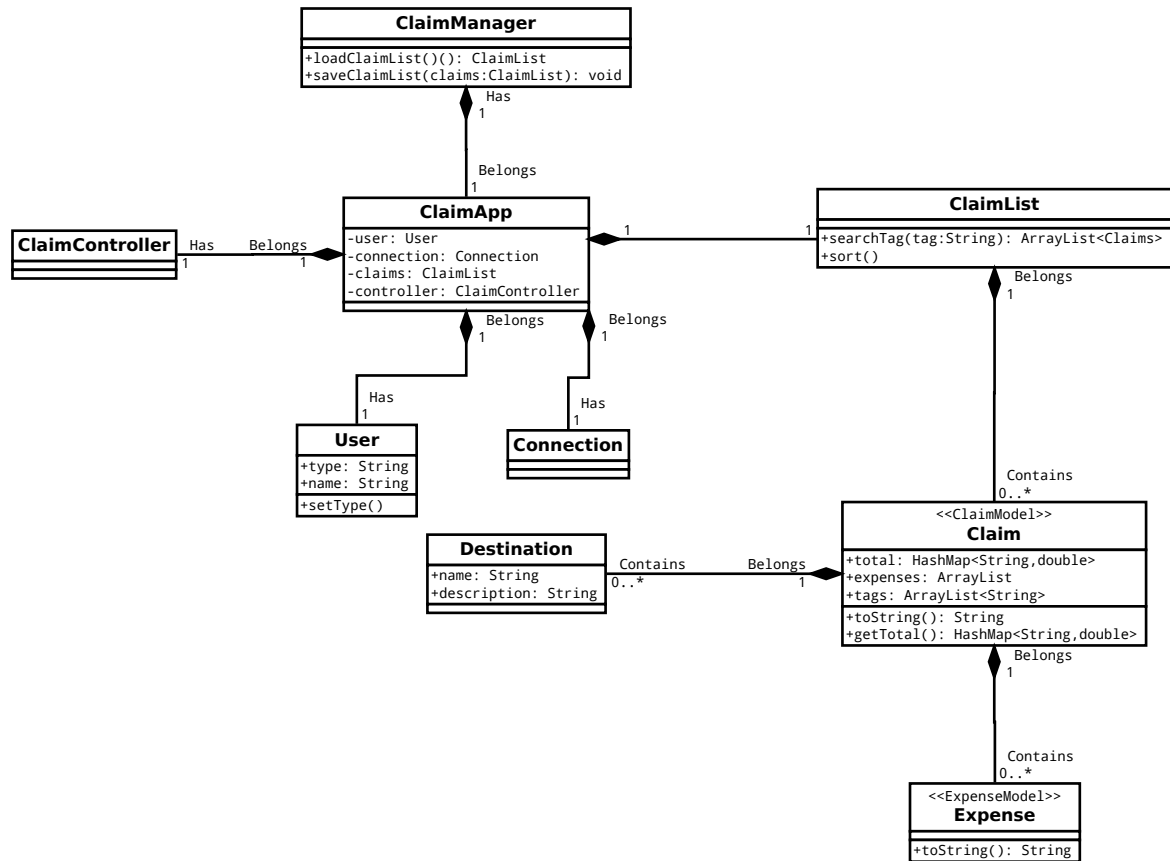 ClaimManager
+loadClaimList()(): ClaimList
+saveClaimList(claims:ClaimList): void
Has
1
Belongs
1
ClaimApp
-user: User
-connection: Connection
-claims: ClaimList
-controller: ClaimController
ClaimController
Has
1
Belongs
1
1
1
ClaimList
+searchTag(tag:String): ArrayList<Claims>
+sort()
Belongs
1
Belongs
1
Belongs
1
Has
1
Has
1
User
+type: String
+name: String
+setType()
Connection
Contains
0..*
<<ClaimModel>>
Claim
+total: HashMap<String,double>
+expenses: ArrayList
+tags: ArrayList<String>
+toString(): String
+getTotal(): HashMap<String,double>
Destination
+name: String
+description: String
Contains
0..*
Belongs
1
Belongs
1
Contains
0..*
<<ExpenseModel>>
Expense
+toString(): String